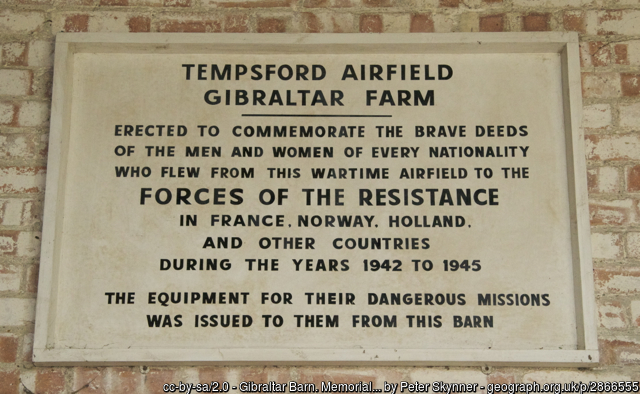 TEMPSFORD AIRFIELD
GIBRALTAR FARM
ERECTED TO COMMEMORATE THE BRAVE DEEDS
OF THE MEN AND WOMEN OF EVERY NATIONALITY
WHO FLEW FROM THIS WARTIME AIRFIELD TO THE
FORCES OF THE RESISTANCE
IN FRANCE, NORWAY, HOLLAND,
AND OTHER COUNTRIES
DURING THE YEARS 1942 TO 1945
THE EQUIPMENT FOR THEIR DANGEROUS MISSIONS
WAS ISSUED TO THEM FROM THIS BARN
cc-by-sa/2.0 - Gibraltar Barn. Memorial... by Peter Skynner - geograph.org.uk/p/2866555